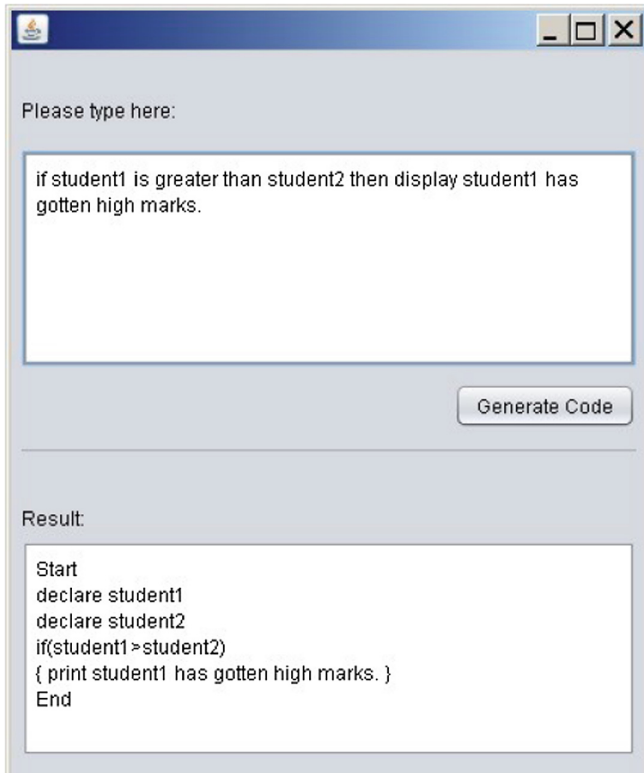 Please type here:
if student1 is greater than student2 then display student1 has
gotten high marks.
Generate Code
Result:
Start
declare student1
declare student2
if(student1>student2)
{ print student1 has gotten high marks. }
End